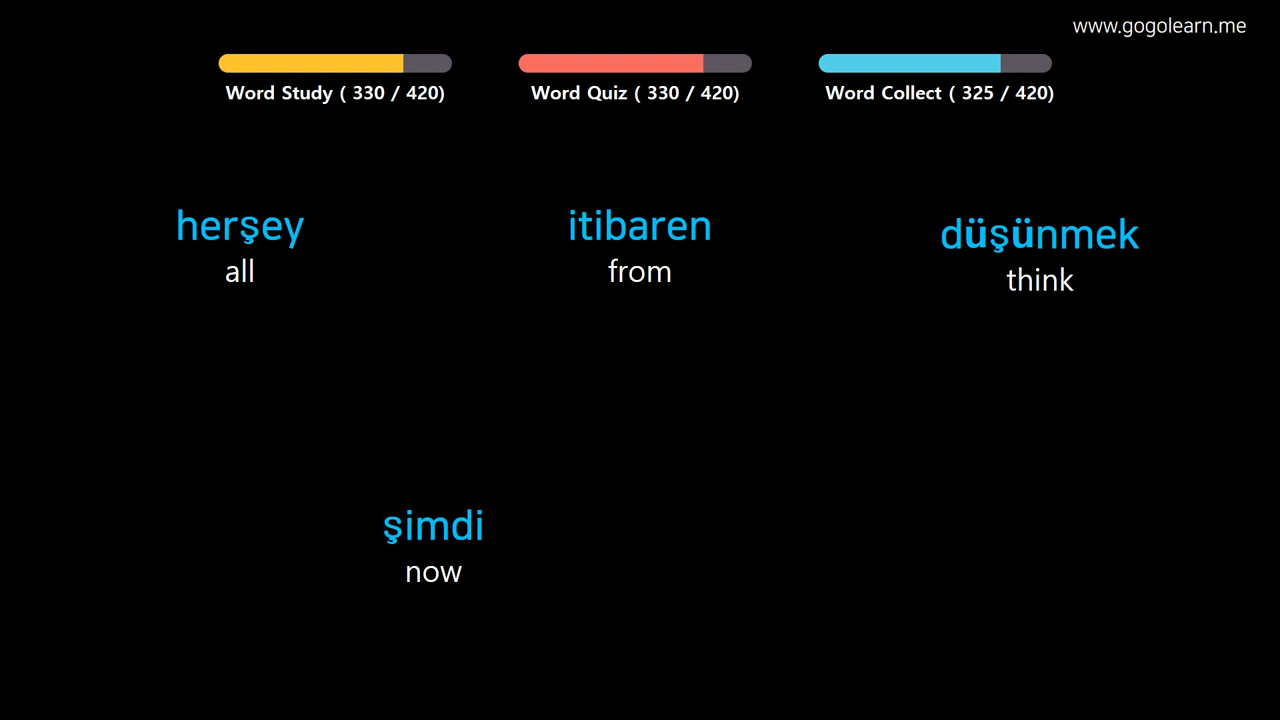 www.gogolearn.me
Word Study ( 330 / 420)
Word Quiz ( 330 / 420)
Word Collect ( 325 / 420)
herşey
all
itibaren
from
düşünmek
think
şimdi
now